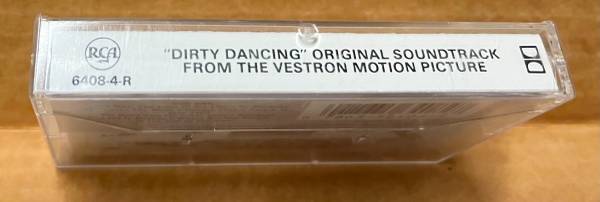 RCA
6408-4-R
"DIRTY DANCING" ORIGINAL SOUNDTRACK
FROM THE VESTRON MOTION PICTURE